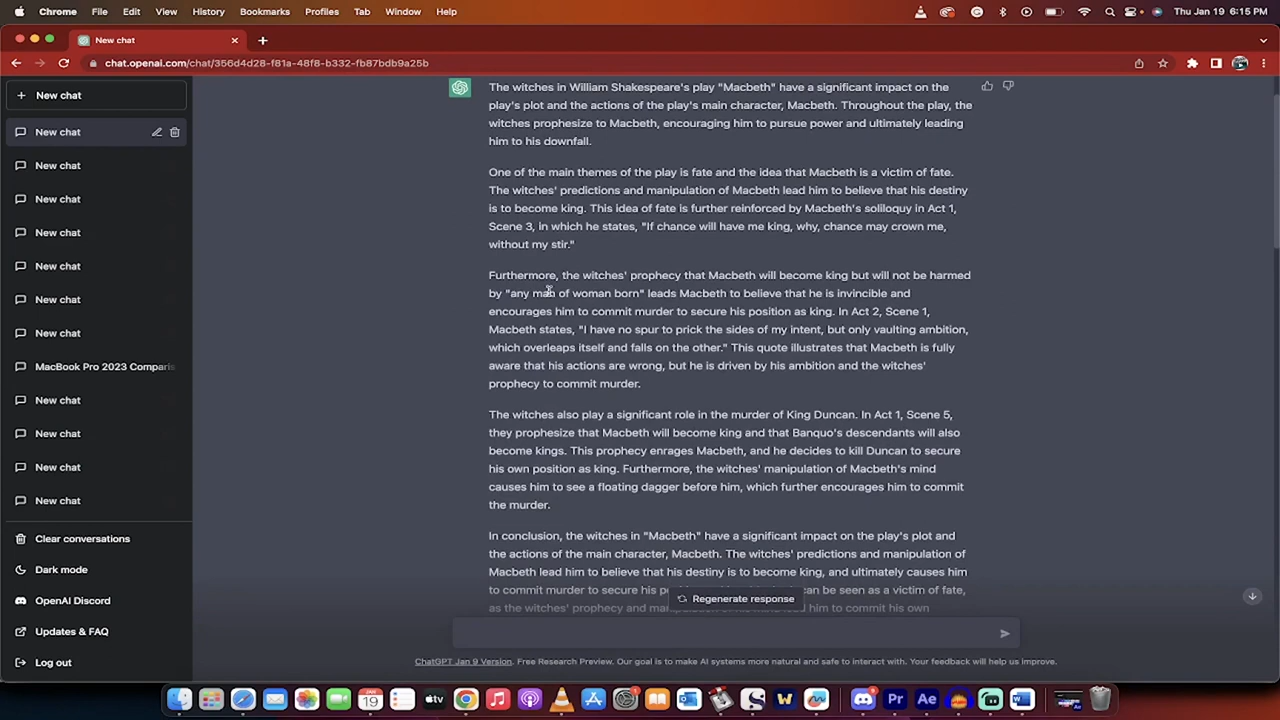 Chrome File Edit View History Bookmarks Profiles Tab Window Help Thu Jan 19 6:15 PM
New chat
chat.openai.com/chat/356d4d28-f81a-48f8-b332-fb87bdb9a25b
New chat
New chat
New chat
New chat
New chat
New chat
New chat
New chat
MacBook Pro 2023 Comparis
New chat
New chat
New chat
New chat
Clear conversations
Dark mode
OpenAI Discord
Updates & FAQ
Log out
The witches in William Shakespeare's play "Macbeth" have a significant impact on the
play's plot and the actions of the play's main character, Macbeth. Throughout the play, the
witches prophesize to Macbeth, encouraging him to pursue power and ultimately leading
him to his downfall.
One of the main themes of the play is fate and the idea that Macbeth is a victim of fate.
The witches' predictions and manipulation of Macbeth lead him to believe that his destiny
is to become king. This idea of fate is further reinforced by Macbeth's soliloquy in Act 1,
Scene 3, in which he states, "If chance will have me king, why, chance may crown me,
without my stir."
Furthermore, the witches' prophecy that Macbeth will become king but will not be harmed
by "any man of woman born" leads Macbeth to believe that he is invincible and
encourages him to commit murder to secure his position as king. In Act 2, Scene 1,
Macbeth states, "I have no spur to prick the sides of my intent, but only vaulting ambition,
which overleaps itself and falls on the other." This quote illustrates that Macbeth is fully
aware that his actions are wrong, but he is driven by his ambition and the witches'
prophecy to commit murder.
The witches also play a significant role in the murder of King Duncan. In Act 1, Scene 5,
they prophesize that Macbeth will become king and that Banquo's descendants will also
become kings. This prophecy enrages Macbeth, and he decides to kill Duncan to secure
his own position as king. Furthermore, the witches' manipulation of Macbeth's mind
causes him to see a floating dagger before him, which further encourages him to commit
the murder.
In conclusion, the witches in "Macbeth" have a significant impact on the play's plot and
the actions of the main character, Macbeth. The witches' predictions and manipulation of
Macbeth lead him to believe that his destiny is to become king, and ultimately causes him
to commit murder to secure his can be seen as a victim of fate,
as the witches' prophecy and him to commit his own
Regenerate response
ChatGPT Jan 9 Version. Free Research Preview. Our goal is to make AI systems more natural and safe to interact with. Your feedback will help us improve.